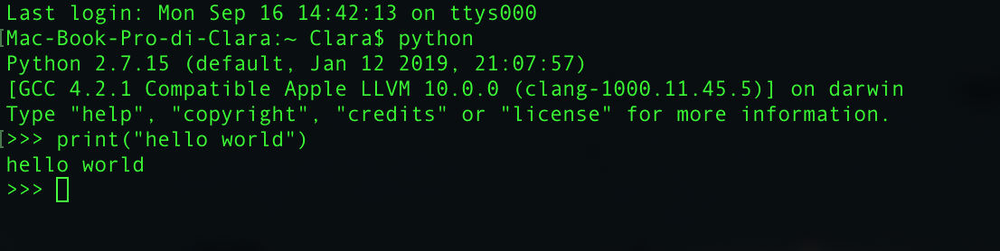 Last login: Mon Sep 16 14:42:13 on ttys000
[Mac-Book-Pro-di-Clara:~ Clara$ python
Python 2.7.15 (default, Jan 12 2019, 21:07:57)
[GCC 4.2.1 Compatible Apple LLVM 10.0.0 (clang-1000.11.45.5)] on darwin
Type "help", "copyright", "credits" or "license" for more information.
[>>> print("hello world")
hello world
>>>